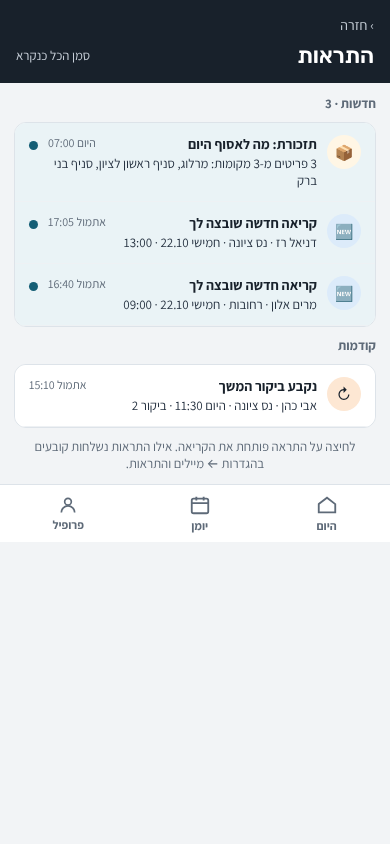 ‹ חזרה
התראות
סמן הכל כנקרא
חדשות · 3
תזכורת: מה לאסוף היום
היום 07:00
3 פריטים מ-3 מקומות: מרלוג, סניף ראשון לציון, סניף בני
ברק
קריאה חדשה שובצה לך
אתמול 17:05
דניאל רז · נס ציונה · חמישי 22.10 · 13:00
NEW
קריאה חדשה שובצה לך
אתמול 16:40
מרים אלון · רחובות · חמישי 22.10 · 09:00
NEW
קודמות
נקבע ביקור המשך
אתמול 15:10
אבי כהן · נס ציונה · היום 11:30 · ביקור 2
לחיצה על התראה פותחת את הקריאה. אילו התראות נשלחות קובעים
בהגדרות ← מיילים והתראות.
היום
יומן
פרופיל